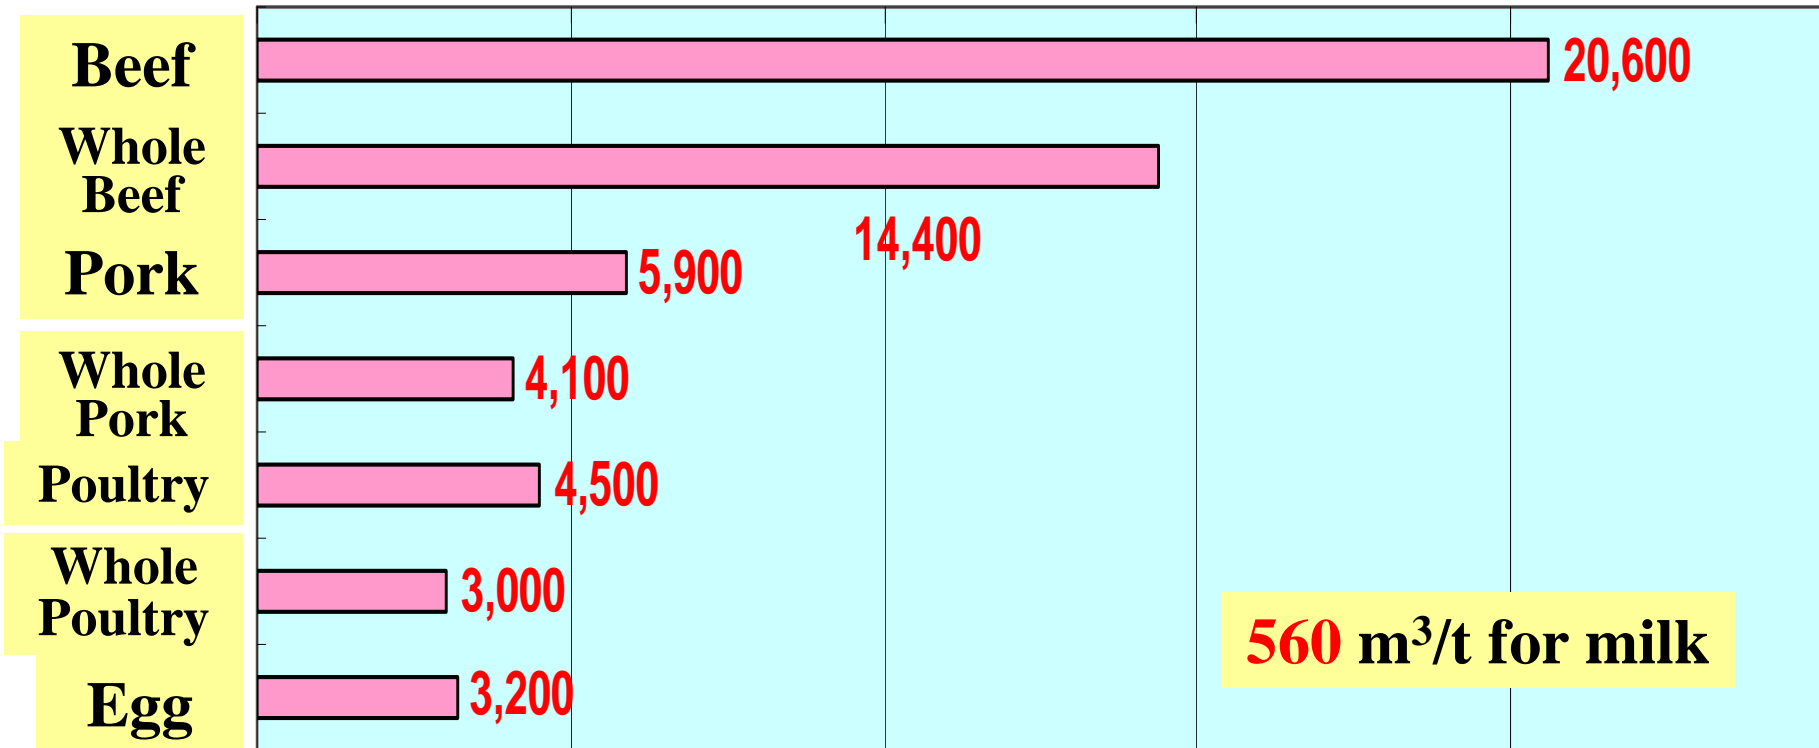 Beef
20,600
Whole
Beef
14,400
Pork
5,900
Whole
Pork
4,100
Poultry
4,500
Whole
Poultry
3,000
560 m³/t for milk
Egg
3,200